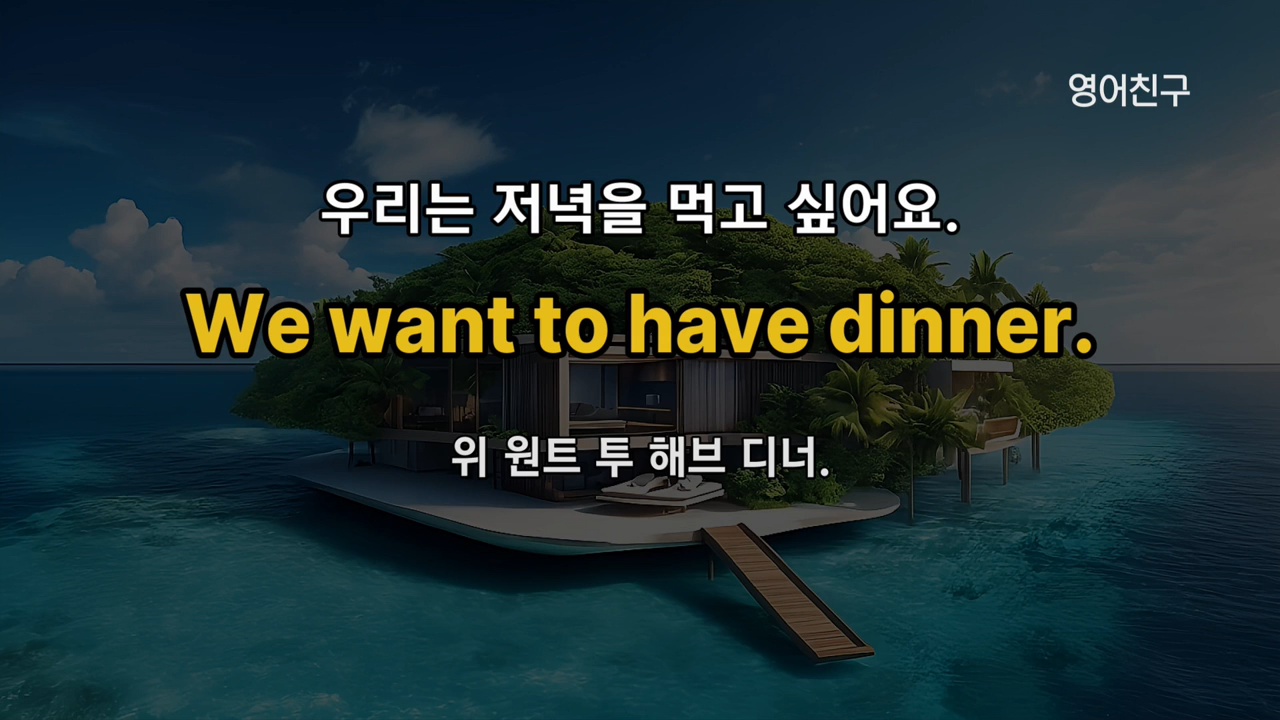 영어친구
우리는 저녁을 먹고 싶어요.
We want to have dinner.
위 원트 투 해브 디너.